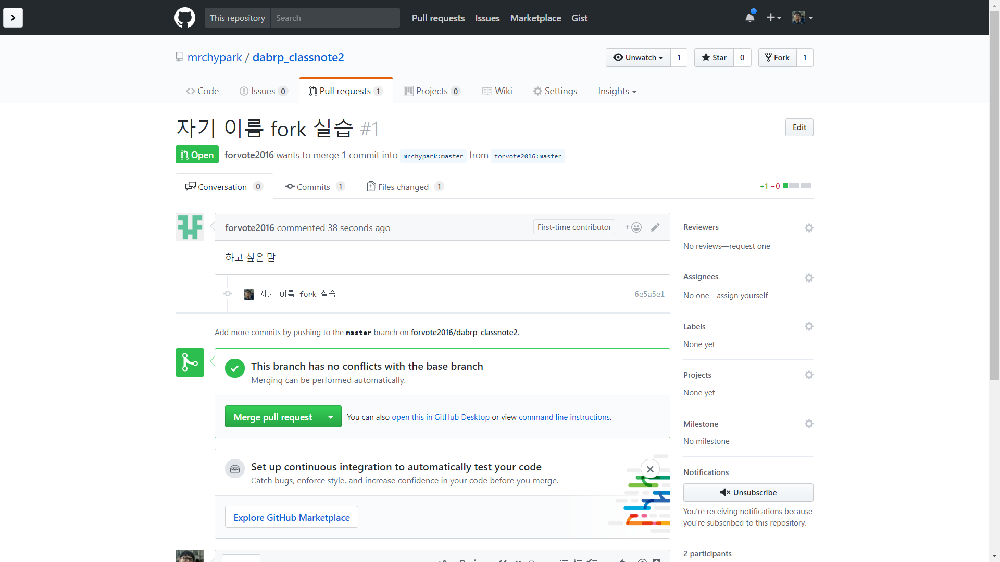 This repository Search Pull requests Issues Marketplace Gist
mrchypark / dabrp_classnote2 Unwatch 1 Star 0 Fork 1
Code Issues 0 Pull requests 1 Projects 0 Wiki Settings Insights
자기 이름 fork 실습 #1 Edit
Open forvote2016 wants to merge 1 commit into mrchypark:master from forvote2016:master
Conversation 0 Commits 1 Files changed 1 +1 −0
forvote2016 commented 38 seconds ago First-time contributor
하고 싶은 말
자기 이름 fork 실습 6e5a5e1
Add more commits by pushing to the master branch on forvote2016/dabrp_classnote2.
This branch has no conflicts with the base branch
Merging can be performed automatically.
Merge pull request You can also open this in GitHub Desktop or view command line instructions.
Set up continuous integration to automatically test your code
Catch bugs, enforce style, and increase confidence in your code before you merge.
Explore GitHub Marketplace
Reviewers
No reviews—request one
Assignees
No one—assign yourself
Labels
None yet
Projects
None yet
Milestone
No milestone
Notifications
Unsubscribe
You’re receiving notifications because
you’re subscribed to this repository.
2 participants